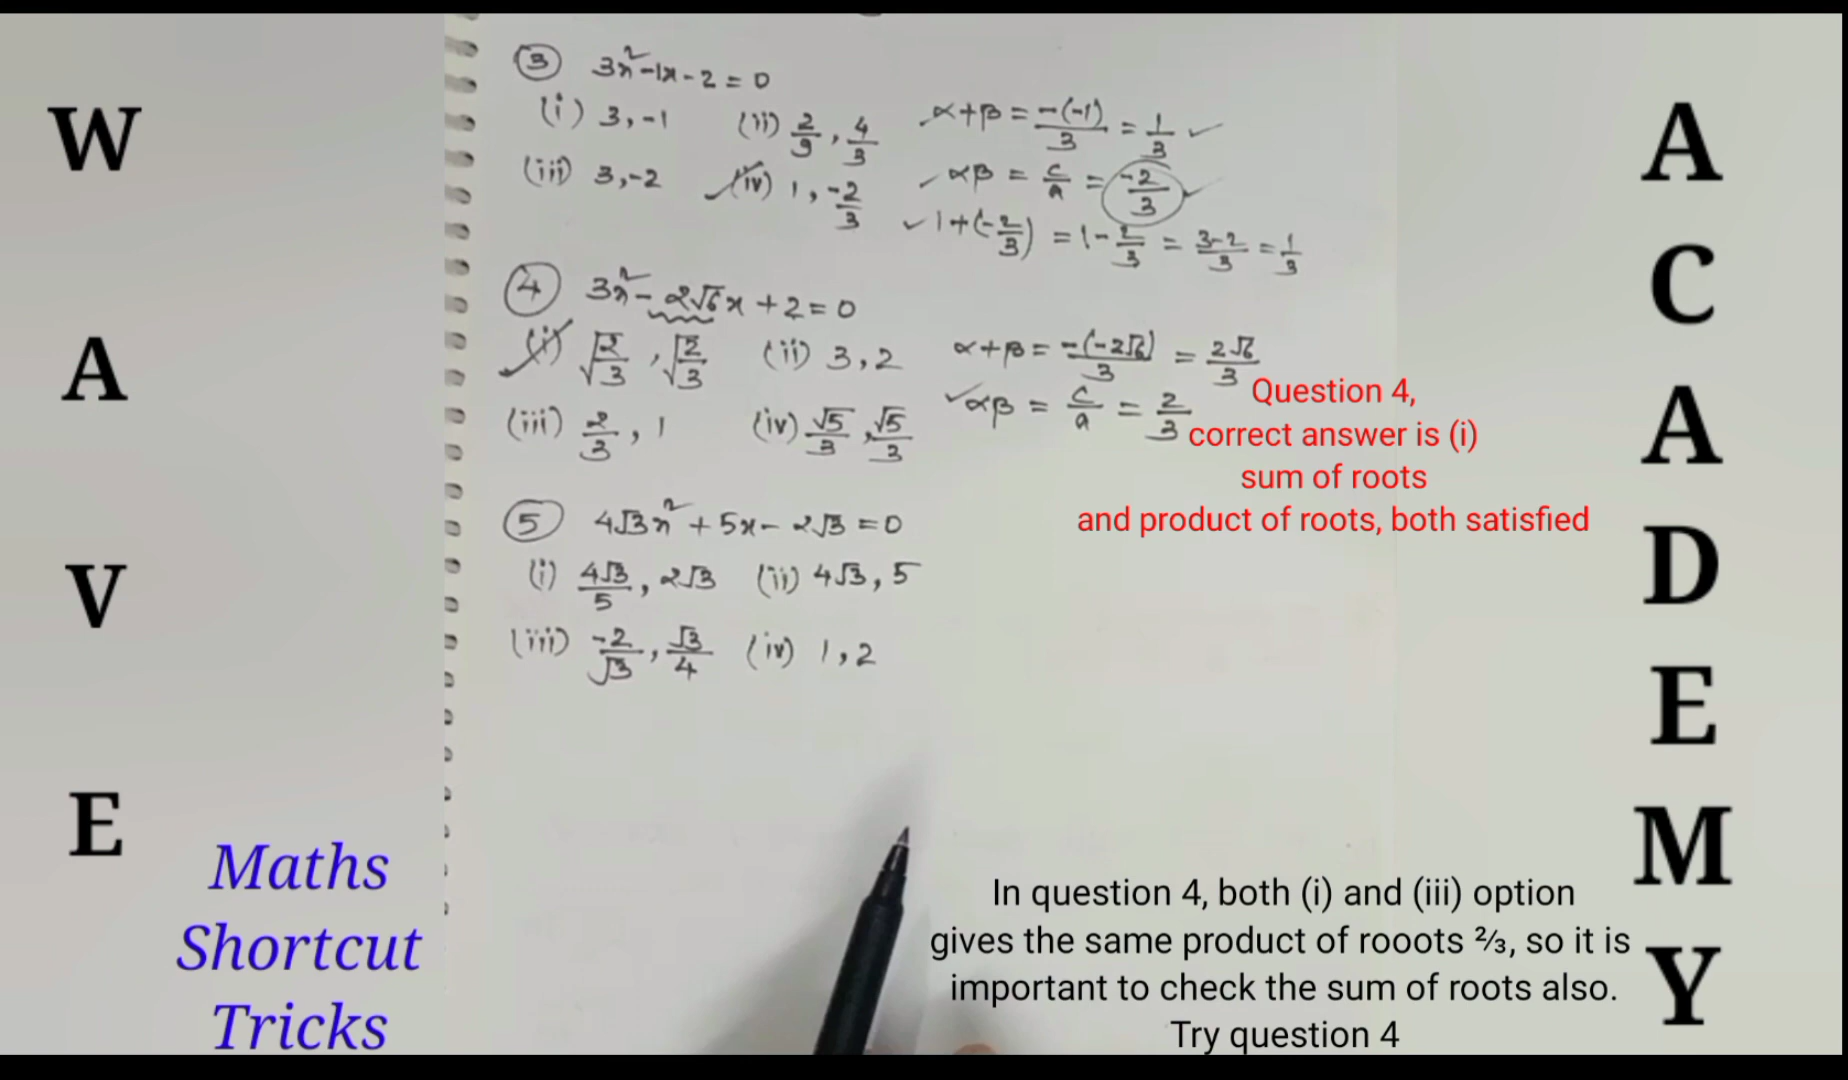 W
A
V
E
A
C
A
D
E
M
Y
Maths
Shortcut
Tricks
③ 3x² - 1x - 2 = 0
(i) 3, -1 (ii) 2/3, 4/3
(iii) 3, -2 (iv) 1, -2/3
α+β = -(-1)/3 = 1/3 ✓
✓ αβ = c/a = -2/3 ✓
✓ 1+(-2/3) = 1 - 2/3 = 3-2/3 = 1/3
④ 3x² - 2√6x + 2 = 0
(i) √2/3, √2/3 (ii) 3, 2
(iii) 2/3, 1 (iv) √5/3, √5/3
α+β = -(-2√6)/3 = 2√6/3
✓ αβ = c/a = 2/3
Question 4,
correct answer is (i)
sum of roots
and product of roots, both satisfied
⑤ 4√3x² + 5x - 2√3 = 0
(i) 4√3/5, 2√3 (ii) 4√3, 5
(iii) -2/√3, √3/4 (iv) 1, 2
In question 4, both (i) and (iii) option
gives the same product of rooots ⅔, so it is
important to check the sum of roots also.
Try question 4